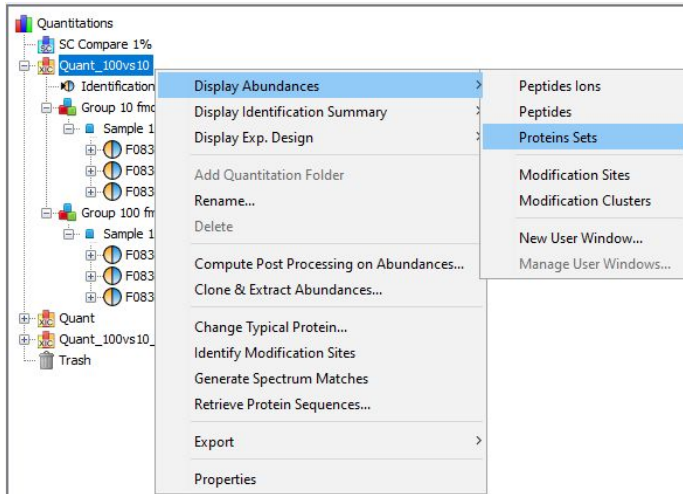 Quantitations
SC Compare 1%
Quant_100vs10
Identification
Group 10 fmo
Sample 1
F083
F083
F083
Group 100 fm
Sample 1
F083
F083
F083
Quant
Quant_100vs10_
Trash
Display Abundances
Display Identification Summary
Display Exp. Design
Add Quantitation Folder
Rename...
Delete
Compute Post Processing on Abundances...
Clone & Extract Abundances...
Change Typical Protein...
Identify Modification Sites
Generate Spectrum Matches
Retrieve Protein Sequences...
Export
Properties
Peptides Ions
Peptides
Proteins Sets
Modification Sites
Modification Clusters
New User Window...
Manage User Windows...